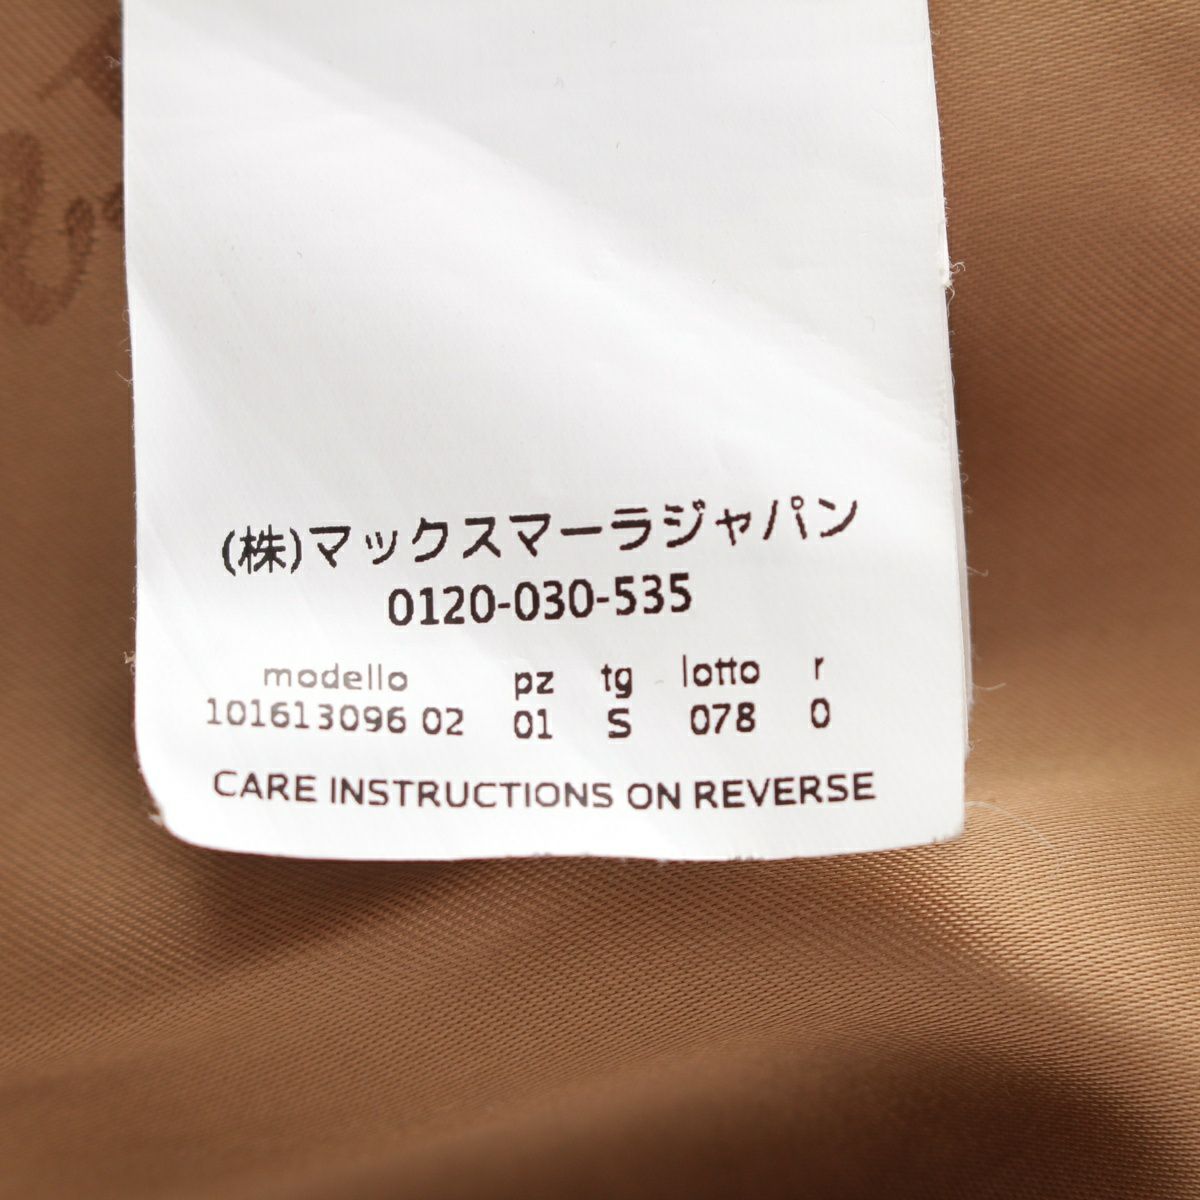 (株)マックスマーラジャパン
0120-030-535
modello pz tg lotto r
101613096 02 01 S 078 0
CARE INSTRUCTIONS ON REVERSE